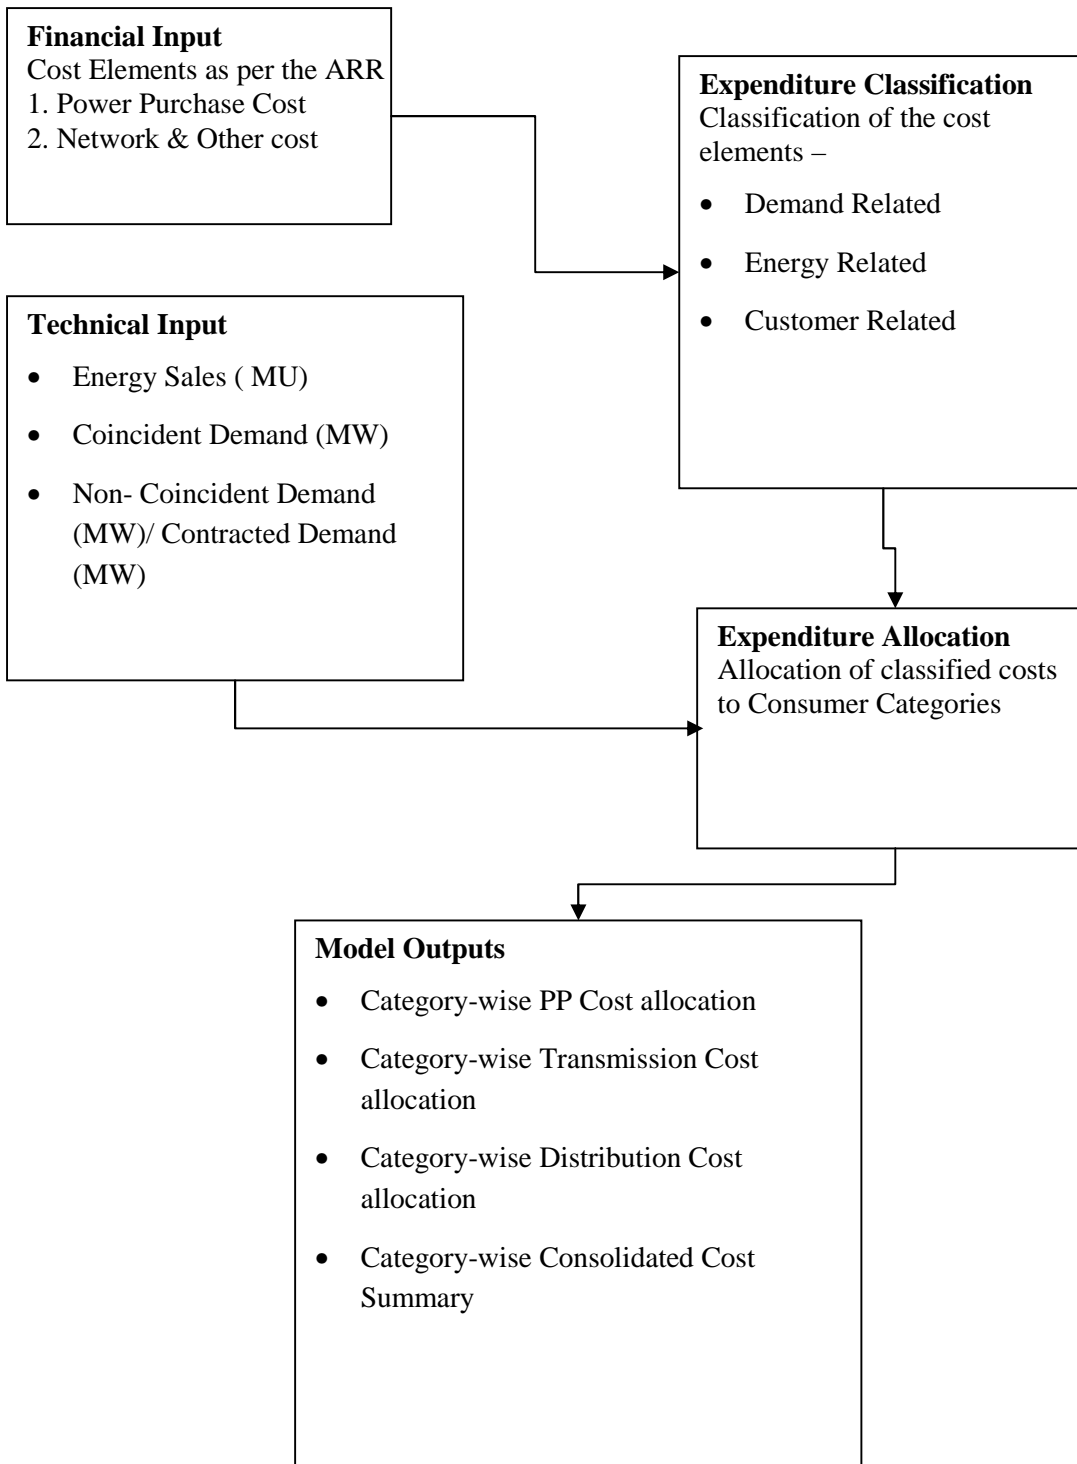 Financial Input
Cost Elements as per the ARR
1. Power Purchase Cost
2. Network & Other cost
Expenditure Classification
Classification of the cost
elements –
• Demand Related
• Energy Related
• Customer Related
Technical Input
• Energy Sales ( MU)
• Coincident Demand (MW)
• Non- Coincident Demand
(MW)/ Contracted Demand
(MW)
Expenditure Allocation
Allocation of classified costs
to Consumer Categories
Model Outputs
• Category-wise PP Cost allocation
• Category-wise Transmission Cost
allocation
• Category-wise Distribution Cost
allocation
• Category-wise Consolidated Cost
Summary